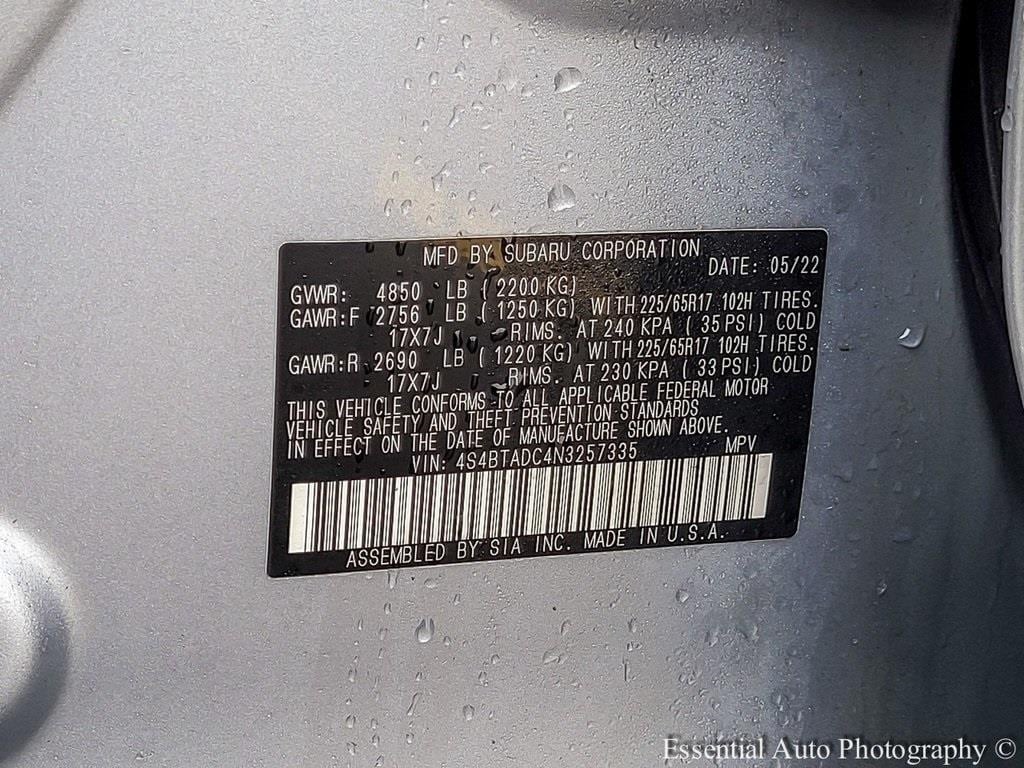 MFD BY SUBARU CORPORATION
DATE: 05/22
GVWR: 4850 LB ( 2200 KG)
GAWR:F 2756 LB ( 1250 KG) WITH 225/65R17 102H TIRES.
17X7J RIMS. AT 240 KPA ( 35 PSI) COLD
GAWR:R 2690 LB ( 1220 KG) WITH 225/65R17 102H TIRES.
17X7J RIMS. AT 230 KPA ( 33 PSI) COLD
THIS VEHICLE CONFORMS TO ALL APPLICABLE FEDERAL MOTOR
VEHICLE SAFETY AND THEFT PREVENTION STANDARDS
IN EFFECT ON THE DATE OF MANUFACTURE SHOWN ABOVE.
VIN: 4S4BTADC4N3257335 MPV
ASSEMBLED BY SIA INC. MADE IN U.S.A.
Essential Auto Photography ©